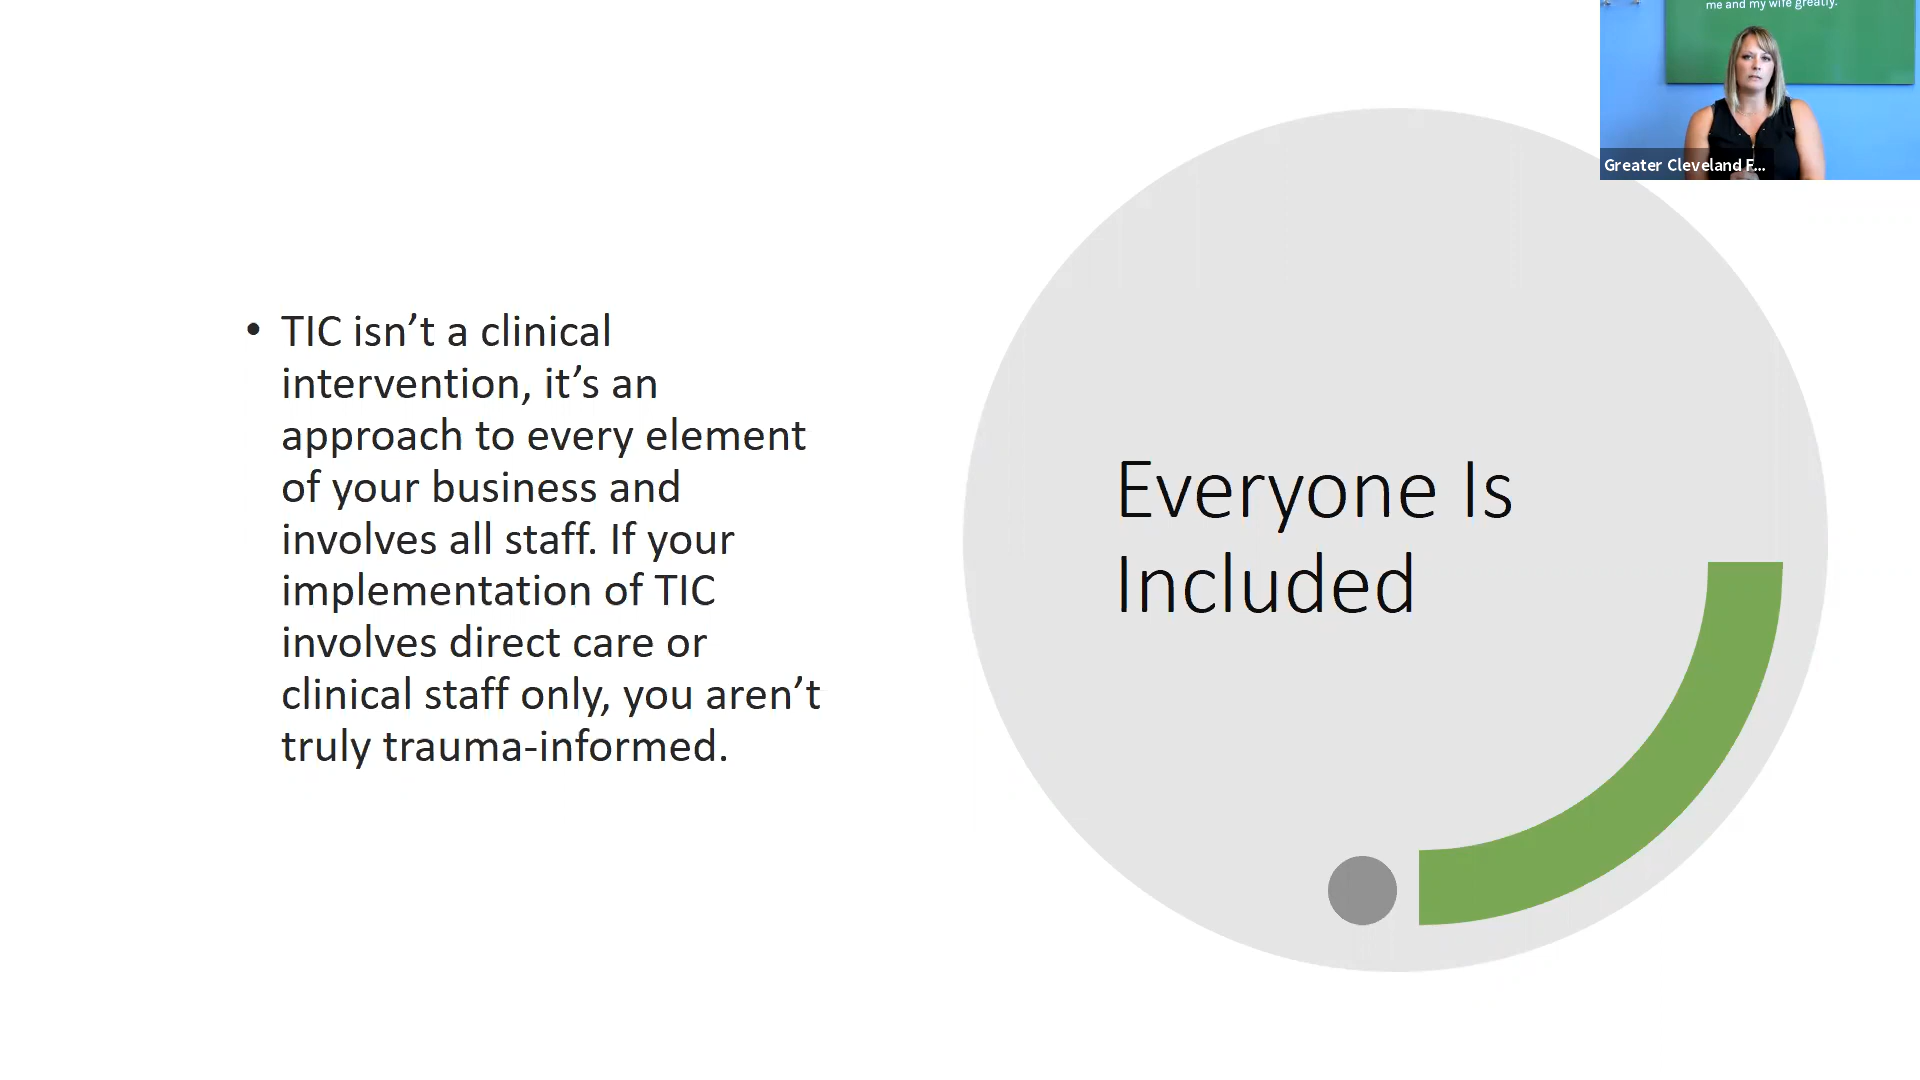 me and my wife greatly.
Greater Cleveland F...
• TIC isn’t a clinical
intervention, it’s an
approach to every element
of your business and
involves all staff. If your
implementation of TIC
involves direct care or
clinical staff only, you aren’t
truly trauma-informed.
Everyone Is
Included